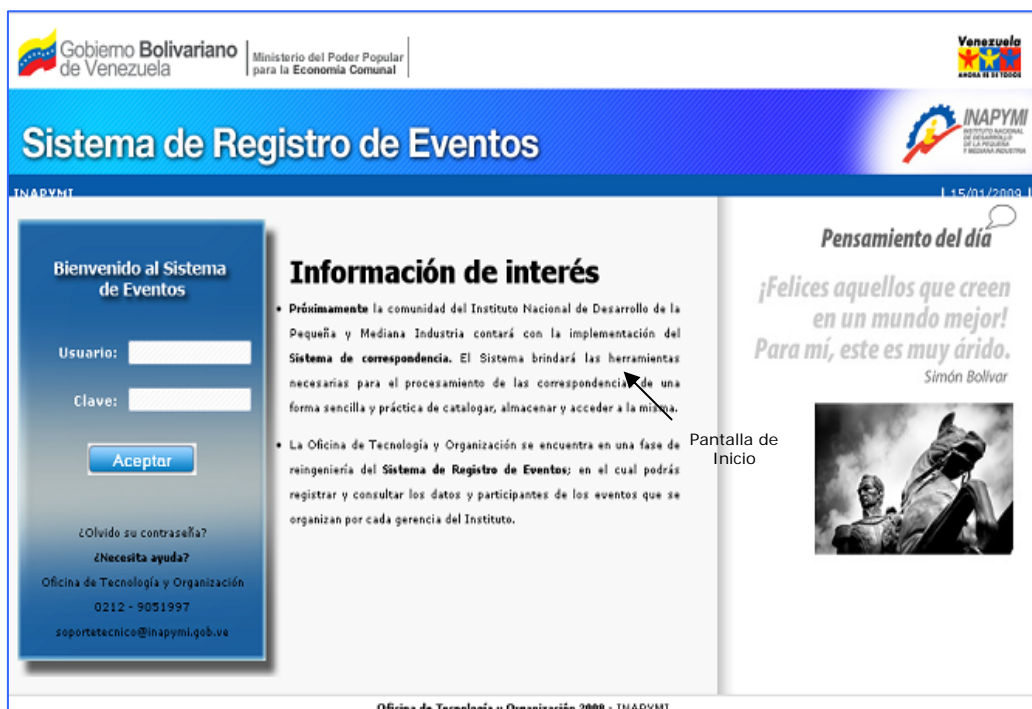 Gobierno Bolivariano
de Venezuela
Ministerio del Poder Popular
para la Economía Comunal
Venezuela
AHORA ES DE TODOS
Sistema de Registro de Eventos
INAPYMI
INSTITUTO NACIONAL
DE DESARROLLO
DE LA PEQUEÑA
Y MEDIANA INDUSTRIA
INAPYMI
| 15/01/2009 |
Bienvenido al Sistema
de Eventos
Usuario:
Clave:
Aceptar
¿Olvido su contraseña?
¿Necesita ayuda?
Oficina de Tecnología y Organización
0212 - 9051997
soportetecnico@inapymi.gob.ve
Información de interés
• Próximamente la comunidad del Instituto Nacional de Desarrollo de la
Pequeña y Mediana Industria contará con la implementación del
Sistema de correspondencia. El Sistema brindará las herramientas
necesarias para el procesamiento de las correspondencias de una
forma sencilla y práctica de catalogar, almacenar y acceder a la misma.
• La Oficina de Tecnología y Organización se encuentra en una fase de
reingeniería del Sistema de Registro de Eventos; en el cual podrás
registrar y consultar los datos y participantes de los eventos que se
organizan por cada gerencia del Instituto.
Pantalla de
Inicio
Pensamiento del día
¡Felices aquellos que creen
en un mundo mejor!
Para mí, este es muy árido.
Simón Bolívar
Oficina de Tecnología y Organización 2008 - INAPYMI